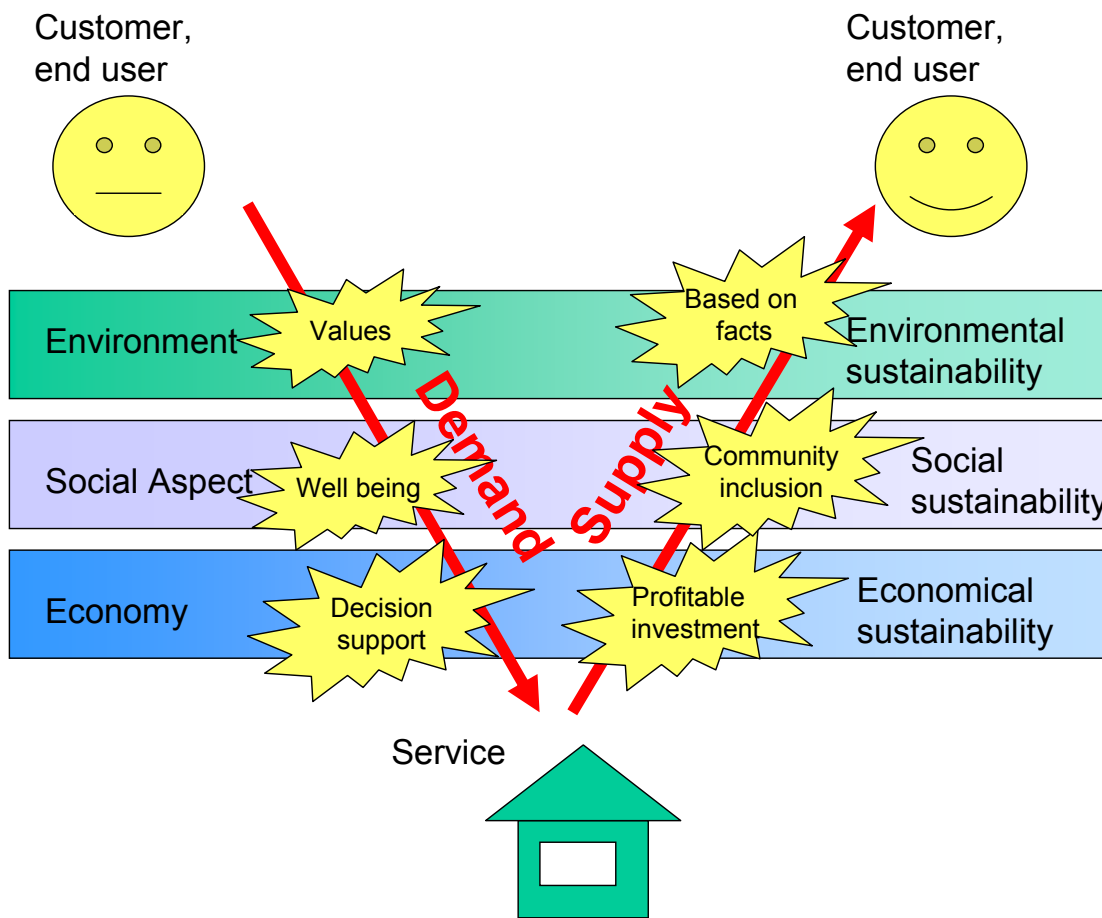 Customer,
end user
Customer,
end user
Environment
Values
Based on
facts
Environmental
sustainability
Demand
Supply
Social Aspect
Well being
Community
inclusion
Social
sustainability
Economy
Decision
support
Profitable
investment
Economical
sustainability
Service